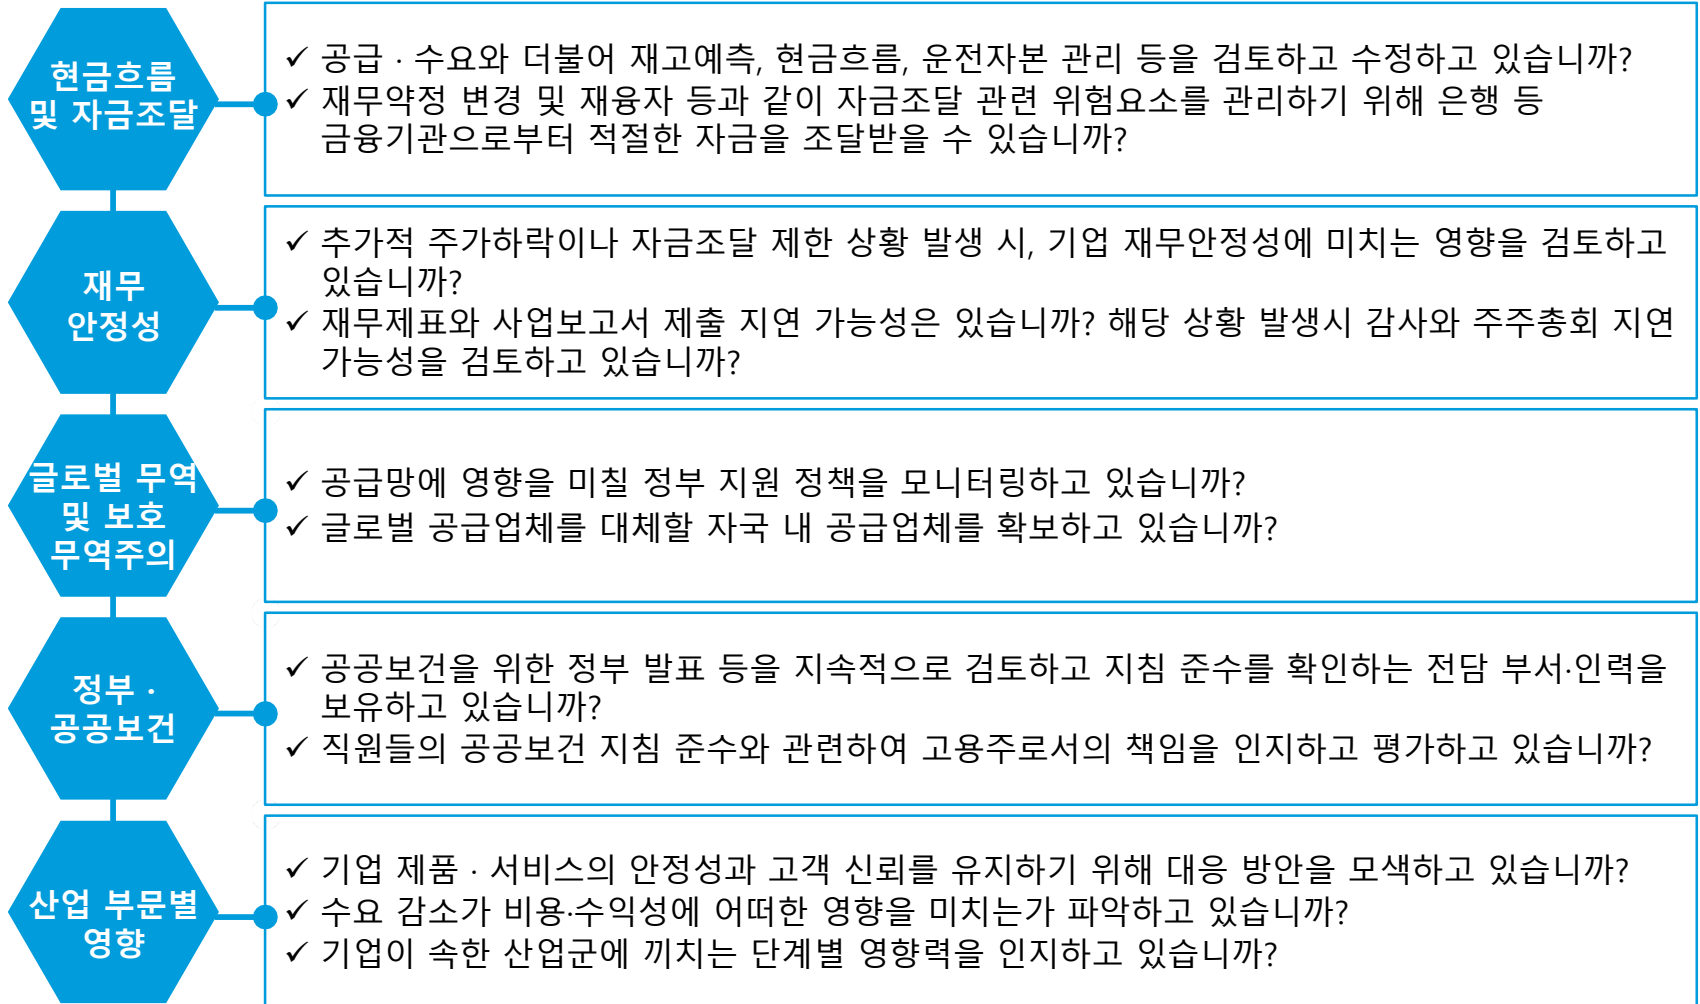 현금흐름
및 자금조달
✓ 공급 · 수요와 더불어 재고예측, 현금흐름, 운전자본 관리 등을 검토하고 수정하고 있습니까?
✓ 재무약정 변경 및 재융자 등과 같이 자금조달 관련 위험요소를 관리하기 위해 은행 등
금융기관으로부터 적절한 자금을 조달받을 수 있습니까?
재무
안정성
✓ 추가적 주가하락이나 자금조달 제한 상황 발생 시, 기업 재무안정성에 미치는 영향을 검토하고
있습니까?
✓ 재무제표와 사업보고서 제출 지연 가능성은 있습니까? 해당 상황 발생시 감사와 주주총회 지연
가능성을 검토하고 있습니까?
글로벌 무역
및 보호
무역주의
✓ 공급망에 영향을 미칠 정부 지원 정책을 모니터링하고 있습니까?
✓ 글로벌 공급업체를 대체할 자국 내 공급업체를 확보하고 있습니까?
정부 ·
공공보건
✓ 공공보건을 위한 정부 발표 등을 지속적으로 검토하고 지침 준수를 확인하는 전담 부서·인력을
보유하고 있습니까?
✓ 직원들의 공공보건 지침 준수와 관련하여 고용주로서의 책임을 인지하고 평가하고 있습니까?
산업 부문별
영향
✓ 기업 제품 · 서비스의 안정성과 고객 신뢰를 유지하기 위해 대응 방안을 모색하고 있습니까?
✓ 수요 감소가 비용·수익성에 어떠한 영향을 미치는가 파악하고 있습니까?
✓ 기업이 속한 산업군에 끼치는 단계별 영향력을 인지하고 있습니까?